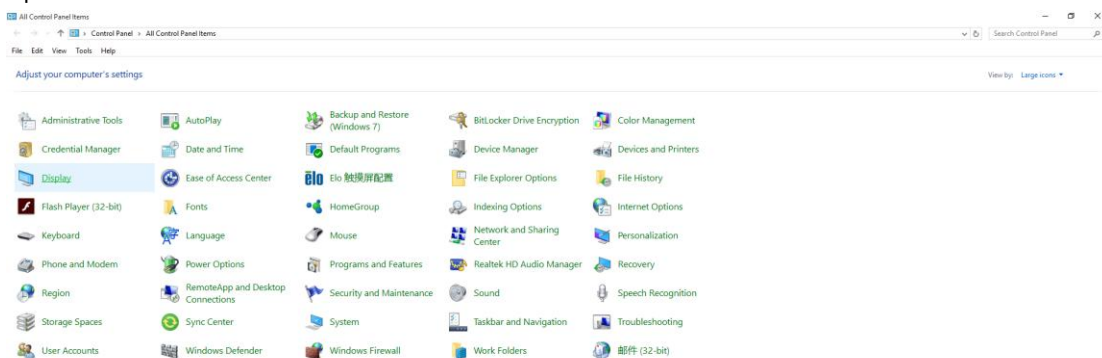 All Control Panel Items
Control Panel > All Control Panel Items
Search Control Panel
File Edit View Tools Help
Adjust your computer's settings
View by: Large icons
Administrative Tools
AutoPlay
Backup and Restore
(Windows 7)
BitLocker Drive Encryption
Color Management
Credential Manager
Date and Time
Default Programs
Device Manager
Devices and Printers
Display
Ease of Access Center
elo
Elo 触摸屏配置
File Explorer Options
File History
Flash Player (32-bit)
Fonts
HomeGroup
Indexing Options
Internet Options
Keyboard
Language
Mouse
Network and Sharing
Center
Personalization
Phone and Modem
Power Options
Programs and Features
Realtek HD Audio Manager
Recovery
Region
RemoteApp and Desktop
Connections
Security and Maintenance
Sound
Speech Recognition
Storage Spaces
Sync Center
System
Taskbar and Navigation
Troubleshooting
User Accounts
Windows Defender
Windows Firewall
Work Folders
邮件 (32-bit)